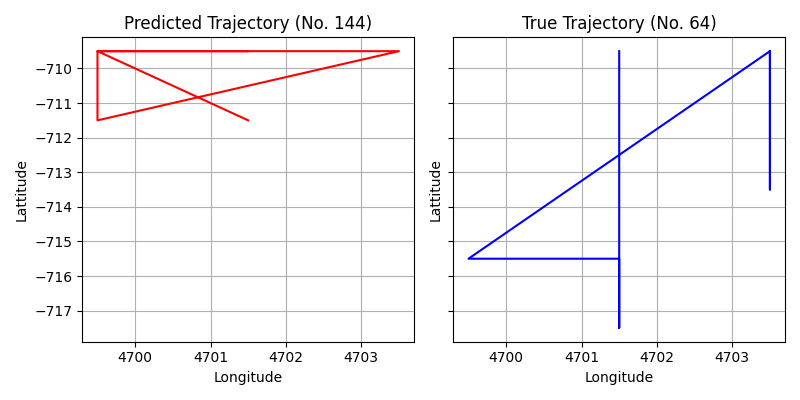 Predicted Trajectory (No. 144)
−710
−711
−712
−713
−714
−715
−716
−717
Lattitude
4700 4701 4702 4703
Longitude
True Trajectory (No. 64)
Lattitude
4700 4701 4702 4703
Longitude